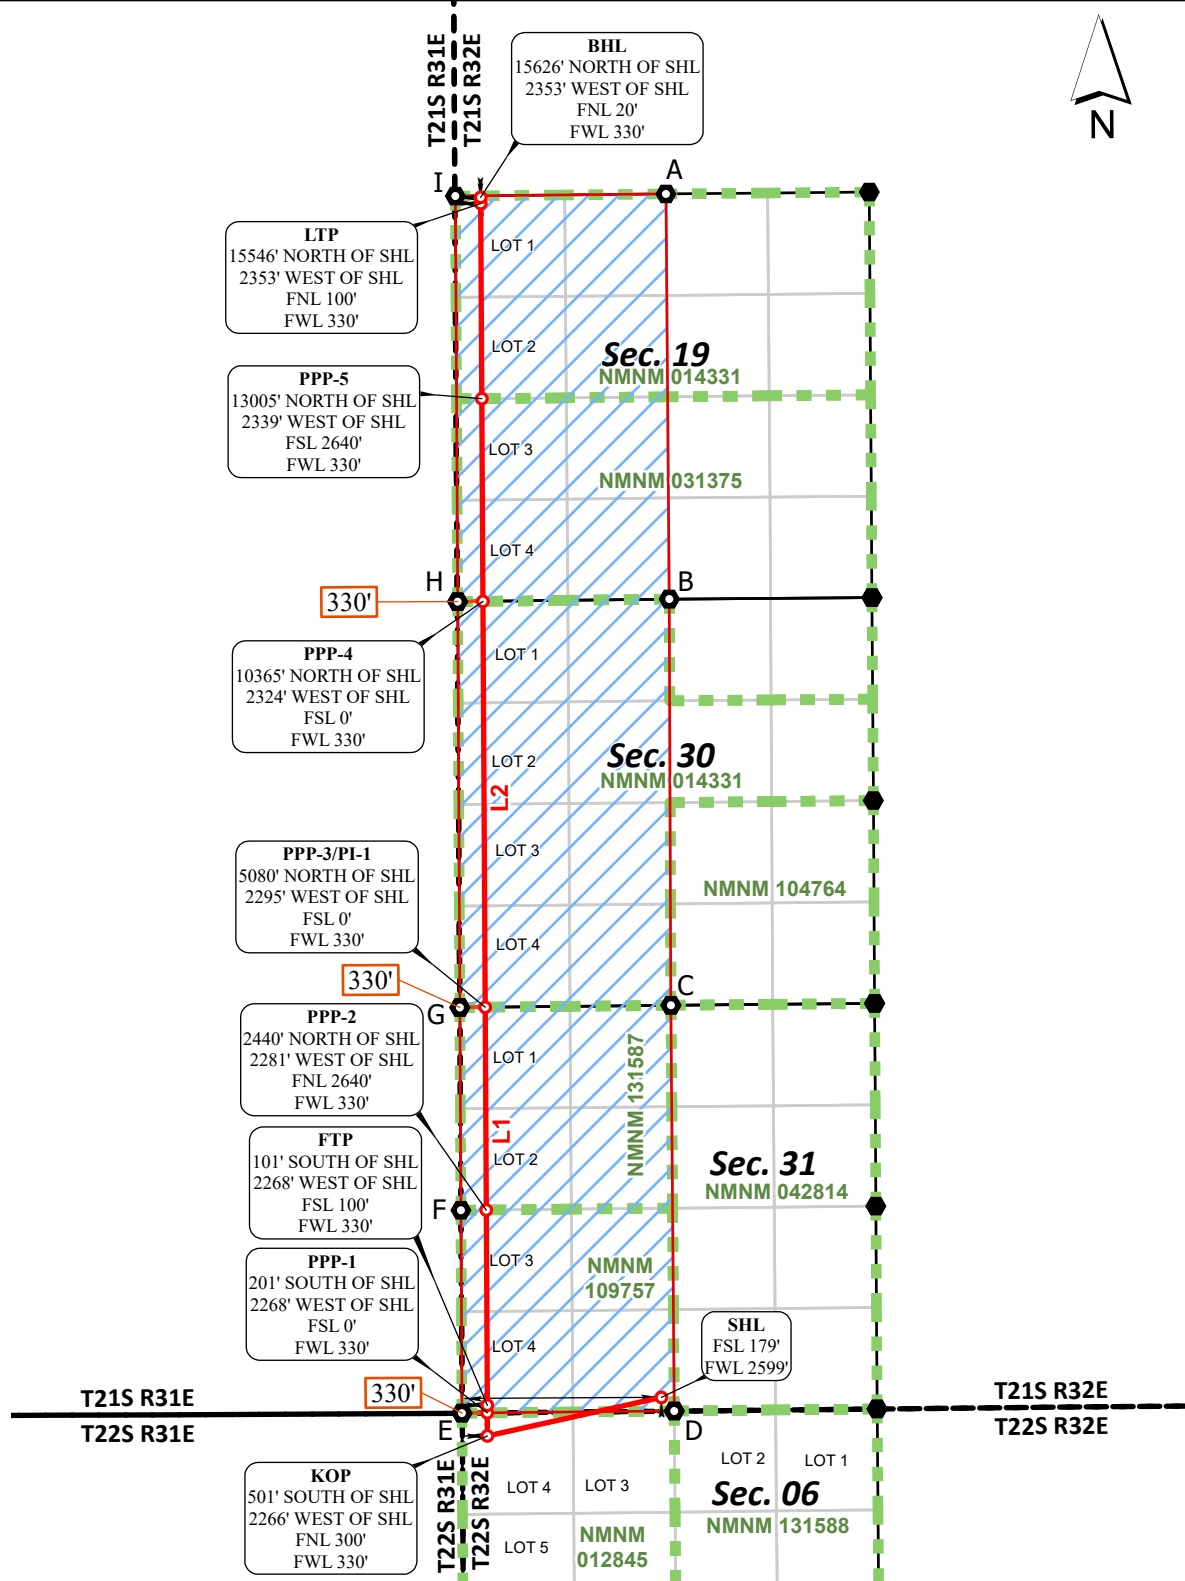 T21S R31E
T21S R32E
BHL
15626' NORTH OF SHL
2353' WEST OF SHL
FNL 20'
FWL 330'
N
I
A
LTP
15546' NORTH OF SHL
2353' WEST OF SHL
FNL 100'
FWL 330'
LOT 1
LOT 2
Sec. 19
NMNM 014331
PPP-5
13005' NORTH OF SHL
2339' WEST OF SHL
FSL 2640'
FWL 330'
LOT 3
NMNM 031375
LOT 4
H
B
330'
PPP-4
10365' NORTH OF SHL
2324' WEST OF SHL
FSL 0'
FWL 330'
LOT 1
LOT 2
Sec. 30
NMNM 014331
L2
PPP-3/PI-1
5080' NORTH OF SHL
2295' WEST OF SHL
FSL 0'
FWL 330'
LOT 3
NMNM 104764
LOT 4
330'
G
C
PPP-2
2440' NORTH OF SHL
2281' WEST OF SHL
FNL 2640'
FWL 330'
LOT 1
NMNM 131587
L1
LOT 2
Sec. 31
NMNM 042814
FTP
101' SOUTH OF SHL
2268' WEST OF SHL
FSL 100'
FWL 330'
F
LOT 3
NMNM
109757
PPP-1
201' SOUTH OF SHL
2268' WEST OF SHL
FSL 0'
FWL 330'
LOT 4
SHL
FSL 179'
FWL 2599'
330'
T21S R31E
T22S R31E
E
D
T21S R32E
T22S R32E
KOP
501' SOUTH OF SHL
2266' WEST OF SHL
FNL 300'
FWL 330'
T22S R31E
T22S R32E
LOT 4
LOT 3
LOT 2
LOT 1
Sec. 06
NMNM 131588
LOT 5
NMNM
012845